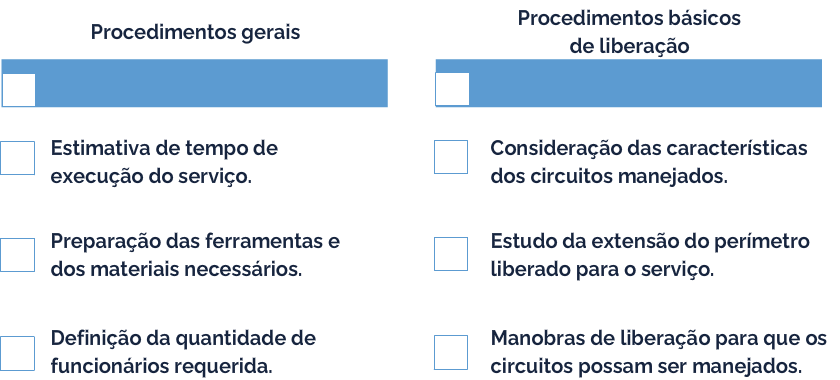 Procedimentos gerais
Estimativa de tempo de
execução do serviço.
Preparação das ferramentas e
dos materiais necessários.
Definição da quantidade de
funcionários requerida.
Procedimentos básicos
de liberação
Consideração das características
dos circuitos manejados.
Estudo da extensão do perímetro
liberado para o serviço.
Manobras de liberação para que os
circuitos possam ser manejados.